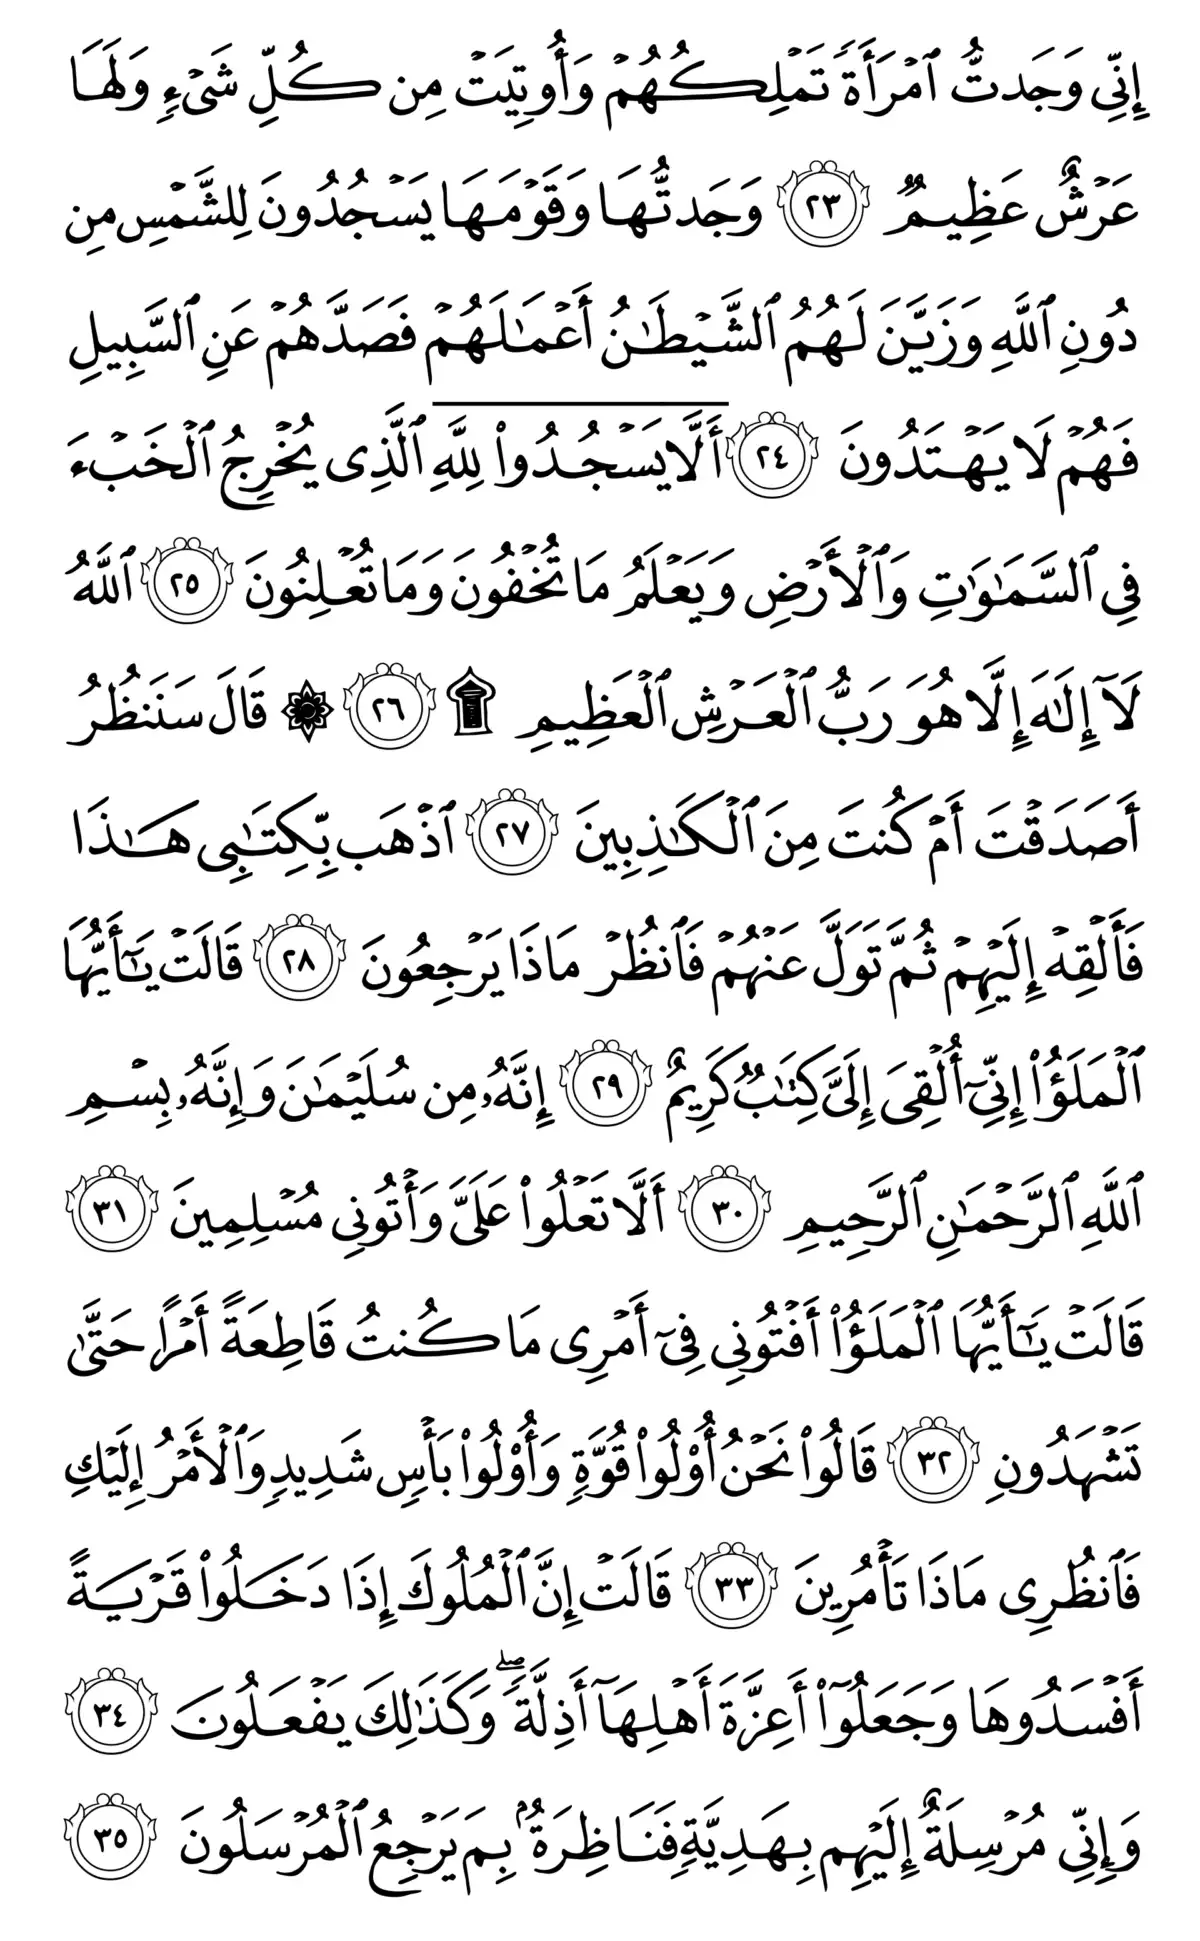 إِنِّي وَجَدتُّ ٱمۡرَأَةٗ تَمۡلِكُهُمۡ وَأُوتِيَتۡ مِن كُلِّ شَيۡءٖ وَلَهَا
عَرۡشٌ عَظِيمٞ ٢٣ وَجَدتُّهَا وَقَوۡمَهَا يَسۡجُدُونَ لِلشَّمۡسِ مِن
دُونِ ٱللَّهِ وَزَيَّنَ لَهُمُ ٱلشَّيۡطَٰنُ أَعۡمَٰلَهُمۡ فَصَدَّهُمۡ عَنِ ٱلسَّبِيلِ
فَهُمۡ لَا يَهۡتَدُونَ ٢٤ أَلَّا يَسۡجُدُواْ لِلَّهِ ٱلَّذِي يُخۡرِجُ ٱلۡخَبۡءَ
فِي ٱلسَّمَٰوَٰتِ وَٱلۡأَرۡضِ وَيَعۡلَمُ مَا تُخۡفُونَ وَمَا تُعۡلِنُونَ ٢٥ ٱللَّهُ
لَآ إِلَٰهَ إِلَّا هُوَ رَبُّ ٱلۡعَرۡشِ ٱلۡعَظِيمِ ۩ ٢٦ ۞ قَالَ سَنَنظُرُ
أَصَدَقۡتَ أَمۡ كُنتَ مِنَ ٱلۡكَٰذِبِينَ ٢٧ ٱذۡهَب بِّكِتَٰبِي هَٰذَا
فَأَلۡقِهۡ إِلَيۡهِمۡ ثُمَّ تَوَلَّ عَنۡهُمۡ فَٱنظُرۡ مَاذَا يَرۡجِعُونَ ٢٨ قَالَتۡ يَٰٓأَيُّهَا
ٱلۡمَلَؤُاْ إِنِّيٓ أُلۡقِيَ إِلَيَّ كِتَٰبٞ كَرِيمٌ ٢٩ إِنَّهُۥ مِن سُلَيۡمَٰنَ وَإِنَّهُۥ بِسۡمِ
ٱللَّهِ ٱلرَّحۡمَٰنِ ٱلرَّحِيمِ ٣٠ أَلَّا تَعۡلُواْ عَلَيَّ وَأۡتُونِي مُسۡلِمِينَ ٣١
قَالَتۡ يَٰٓأَيُّهَا ٱلۡمَلَؤُاْ أَفۡتُونِي فِيٓ أَمۡرِي مَا كُنتُ قَاطِعَةً أَمۡرًا حَتَّىٰ
تَشۡهَدُونِ ٣٢ قَالُواْ نَحۡنُ أُوْلُواْ قُوَّةٖ وَأُوْلُواْ بَأۡسٖ شَدِيدٖ وَٱلۡأَمۡرُ إِلَيۡكِ
فَٱنظُرِي مَاذَا تَأۡمُرِينَ ٣٣ قَالَتۡ إِنَّ ٱلۡمُلُوكَ إِذَا دَخَلُواْ قَرۡيَةً
أَفۡسَدُوهَا وَجَعَلُوٓاْ أَعِزَّةَ أَهۡلِهَآ أَذِلَّةٗۖ وَكَذَٰلِكَ يَفۡعَلُونَ ٣٤
وَإِنِّي مُرۡسِلَةٌ إِلَيۡهِم بِهَدِيَّةٖ فَنَاظِرَةُۢ بِمَ يَرۡجِعُ ٱلۡمُرۡسَلُونَ ٣٥